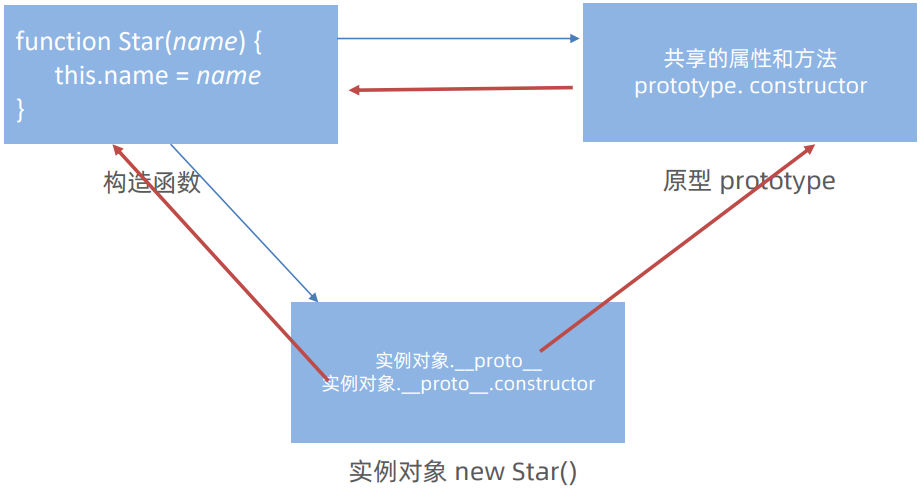 function Star(name) {
this.name = name
}
共享的属性和方法
prototype. constructor
构造函数
原型 prototype
实例对象.__proto__
实例对象.__proto__.constructor
实例对象 new Star()